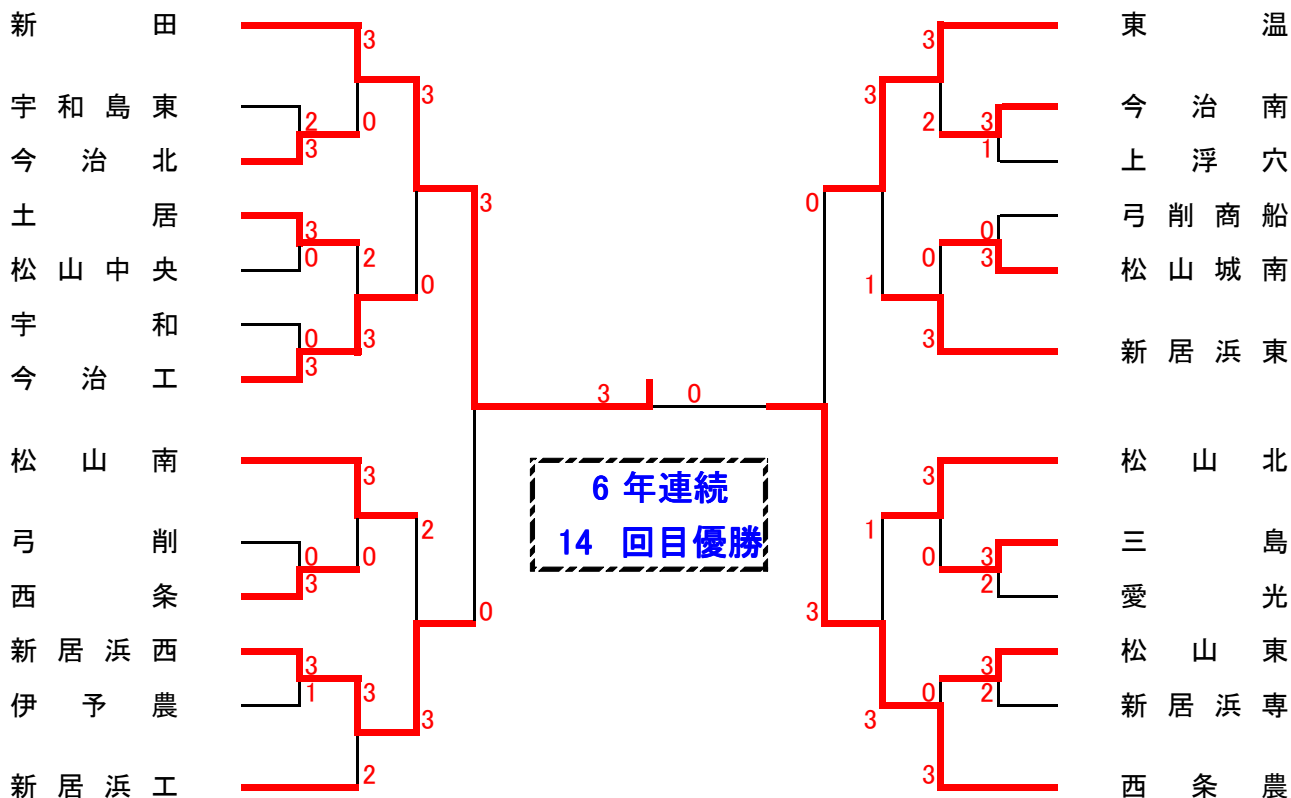 新田 3 3 東温
3 3
宇和島東 2 0 2 3 今治南
今治北 3 1 上浮穴
土居 3 3 0 0 弓削商船
松山中央 0 2 0 3 松山城南
0 1
宇和 0 3 3 新居浜東
今治工 3
3 0
松山南 3 3 松山北
6 年連続
2 1
14 回目優勝
弓削 0 0 0 3 三島
西条 3 2 愛光
0 3
新居浜西 3 3 松山東
伊予農 1 3 0 2 新居浜専
3 3
新居浜工 2 3 西条農